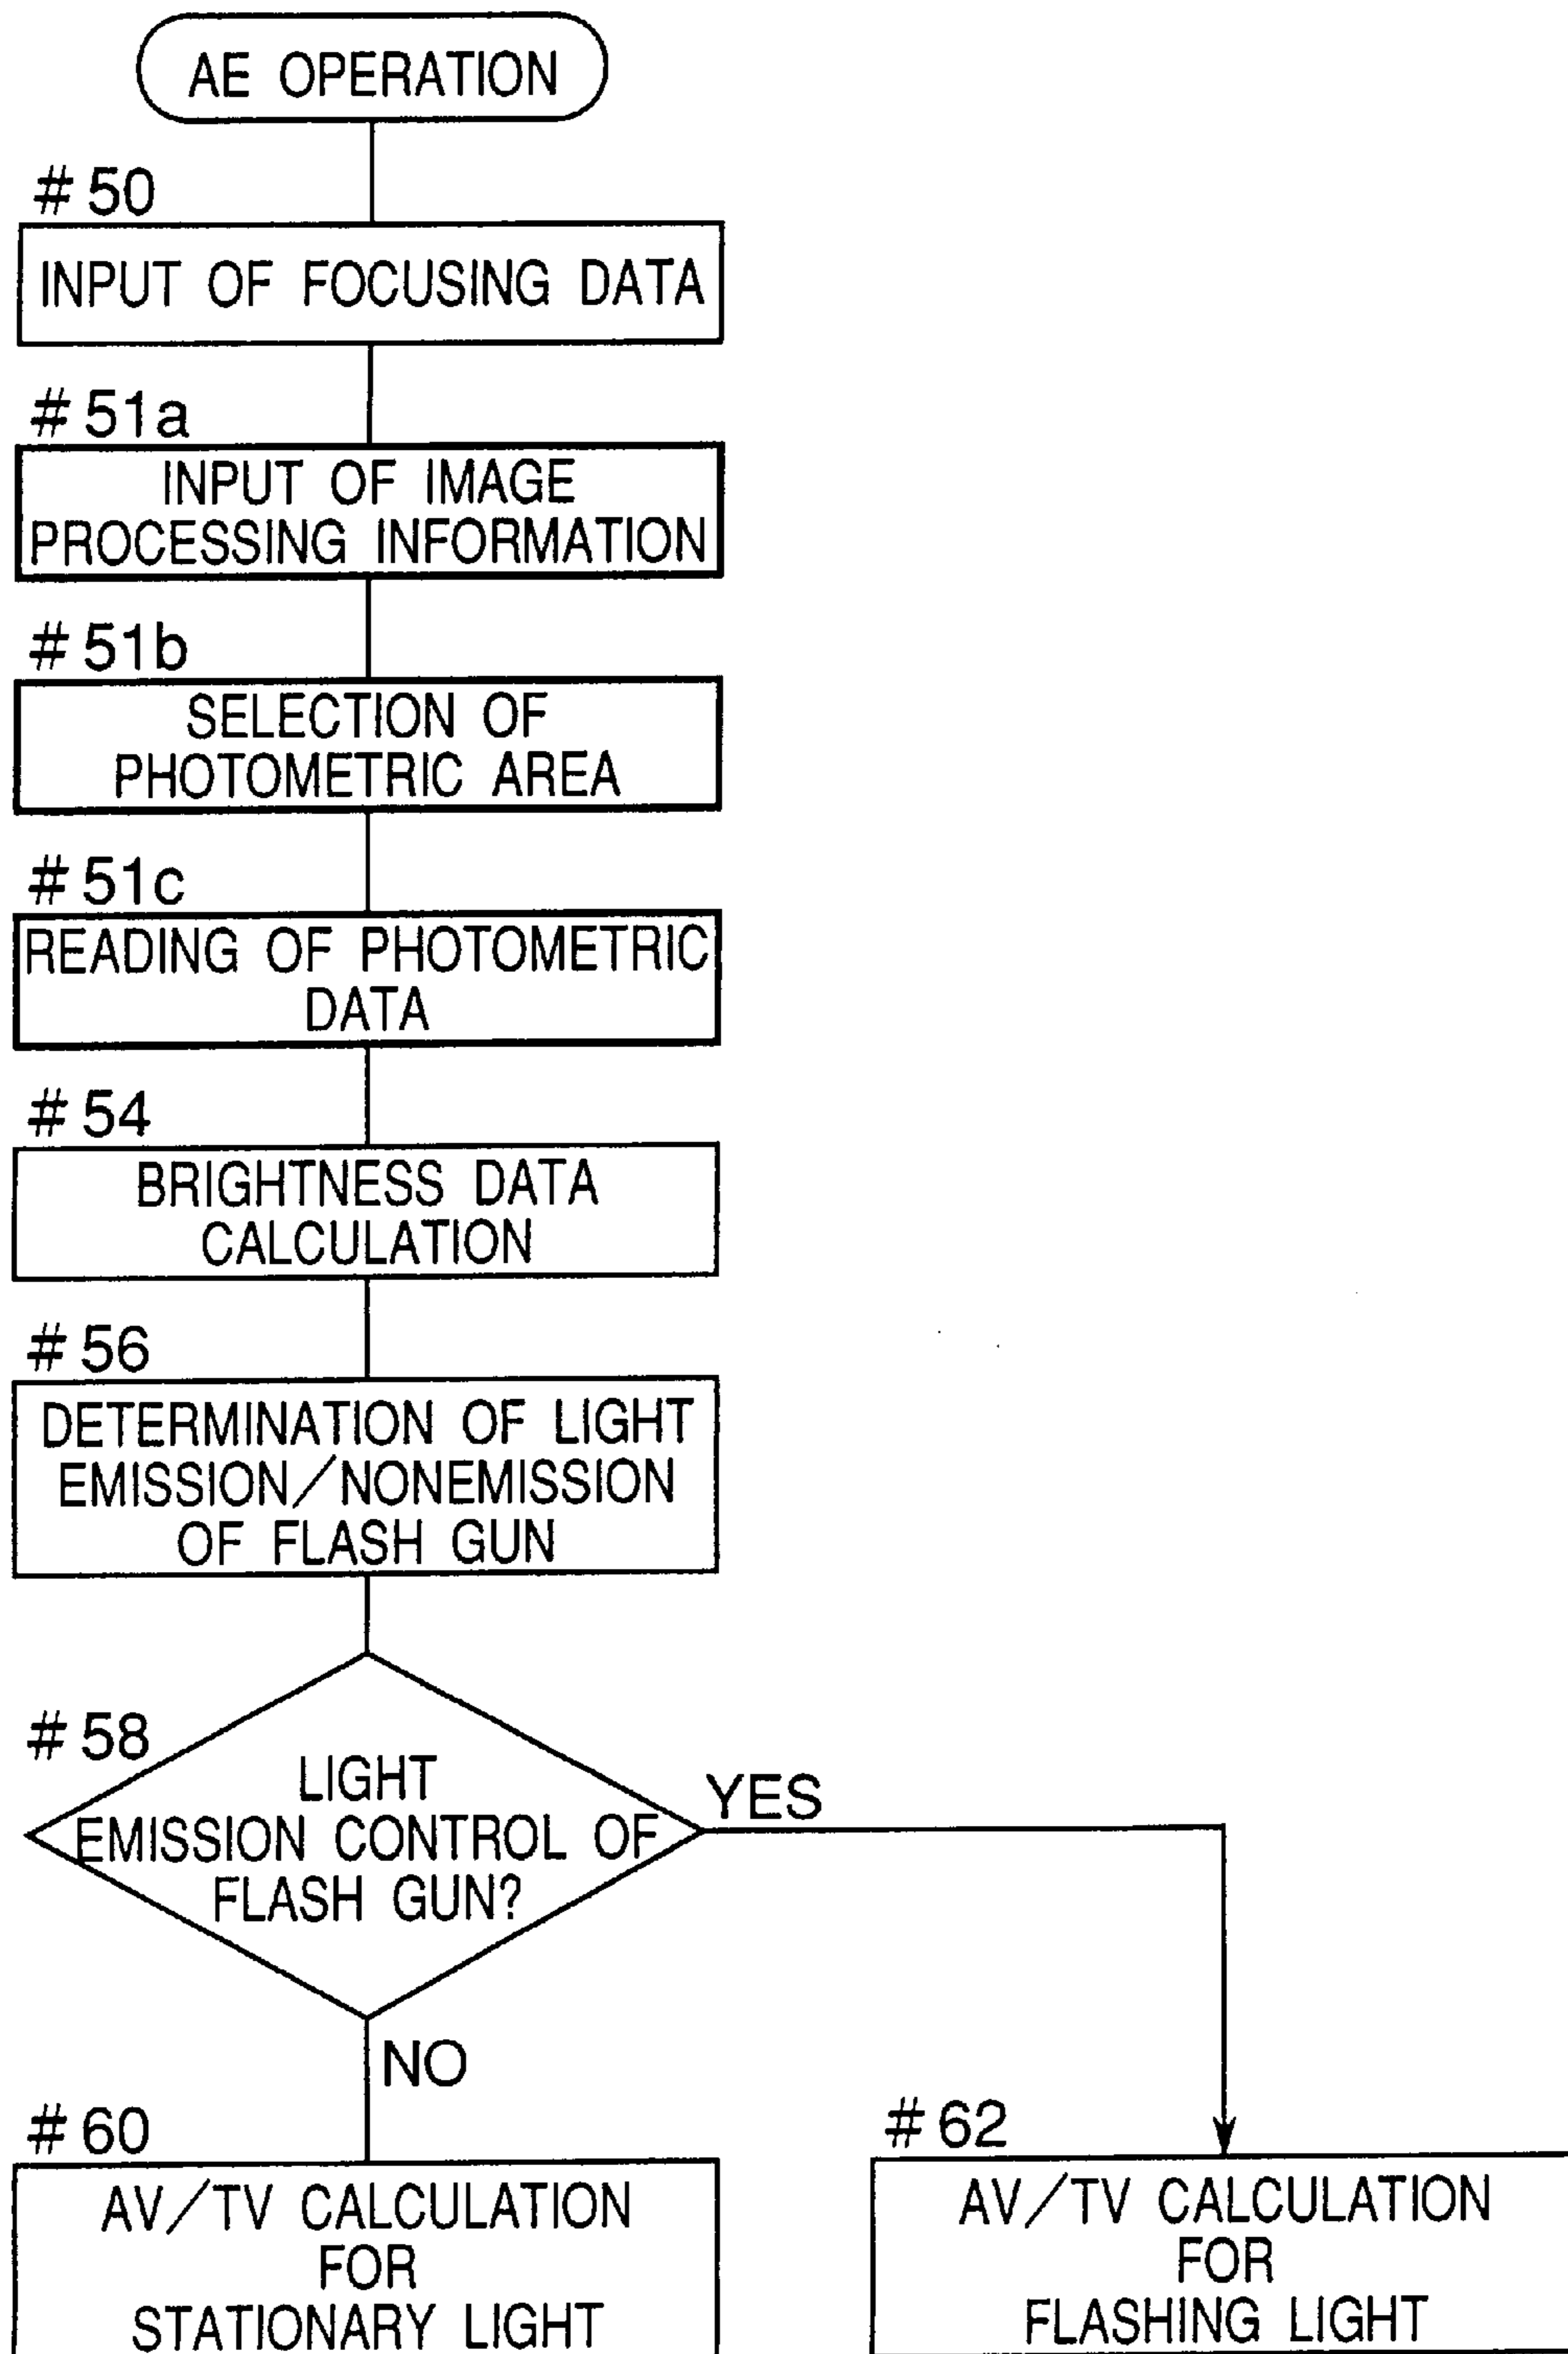 AE OPERATION
# 50
INPUT OF FOCUSING DATA
# 51a
INPUT OF IMAGE
PROCESSING INFORMATION
# 51b
SELECTION OF
PHOTOMETRIC AREA
# 51c
READING OF PHOTOMETRIC
DATA
# 54
BRIGHTNESS DATA
CALCULATION
# 56
DETERMINATION OF LIGHT
EMISSION/NONEMISSION
OF FLASH GUN
# 58
LIGHT
EMISSION CONTROL OF
FLASH GUN?
YES
NO
# 60
AV/TV CALCULATION
FOR
STATIONARY LIGHT
# 62
AV/TV CALCULATION
FOR
FLASHING LIGHT